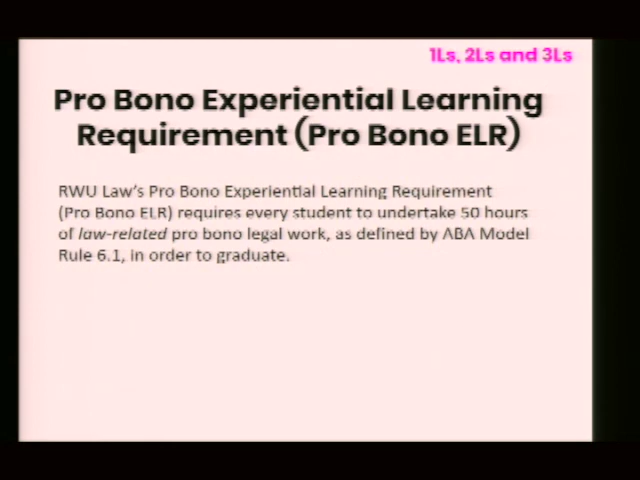 1Ls, 2Ls and 3Ls
Pro Bono Experiential Learning
Requirement (Pro Bono ELR)
RWU Law's Pro Bono Experiential Learning Requirement
(Pro Bono ELR) requires every student to undertake 50 hours
of law-related pro bono legal work, as defined by ABA Model
Rule 6.1, in order to graduate.